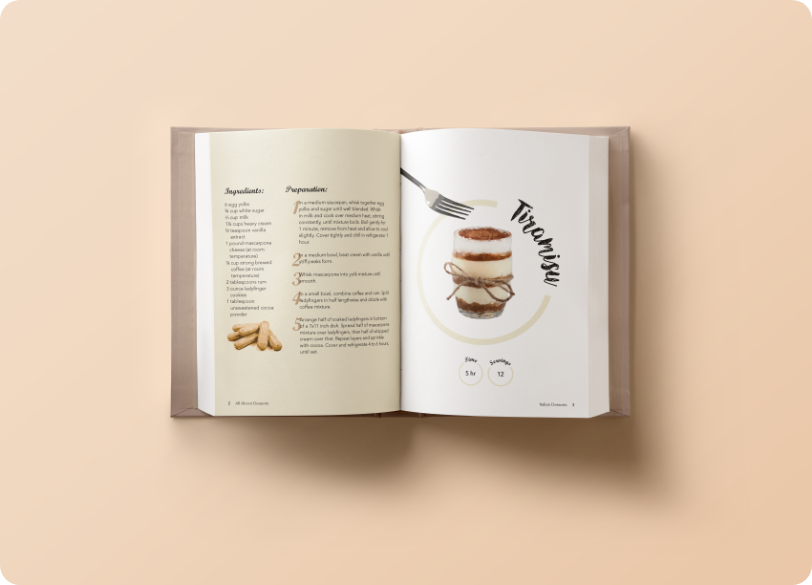 Ingredients:
6 egg yolks
¾ cup white sugar
⅔ cup milk
1¼ cups heavy cream
½ teaspoon vanilla
extract
1 pound mascarpone
cheese (at room
temperature)
¼ cup strong brewed
coffee (at room
temperature)
2 tablespoons rum
3 ounce ladyfinger
cookies
1 tablespoon
unsweetened cocoa
powder
Preparation:
1
In a medium saucepan, whisk together egg
yolks and sugar until well blended. Whisk
in milk and cook over medium heat, stirring
constantly, until mixture boils. Boil gently for
1 minute, remove from heat and allow to cool
slightly. Cover tightly and chill in refrigerator 1
hour.
2
In a medium bowl, beat cream with vanilla until
stiff peaks form.
3
Whisk mascarpone into yolk mixture until
smooth.
4
In a small bowl, combine coffee and rum. Split
ladyfingers in half lengthwise and drizzle with
coffee mixture.
5
Arrange half of soaked ladyfingers in bottom
of a 7x11 inch dish. Spread half of mascarpone
mixture over ladyfingers, then half of whipped
cream over that. Repeat layers and sprinkle
with cocoa. Cover and refrigerate 4 to 6 hours,
until set.
2
Tiramisu
Time
5 hr
Servings
12
Italian Desserts
3